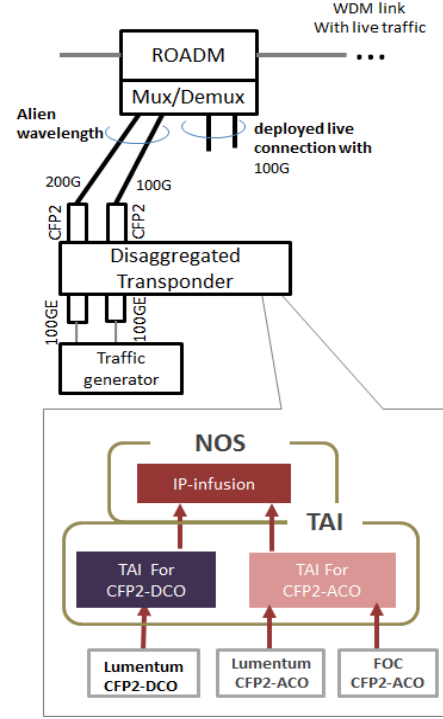 WDM link
With live traffic
ROADM
...
Mux/Demux
Alien
wavelength
deployed live
connection with
100G
200G
100G
CFP2
CFP2
Disaggregated
Transponder
100GE
100GE
Traffic
generator
NOS
IP-infusion
TAI
TAI For
CFP2-DCO
TAI For
CFP2-ACO
Lumentum
CFP2-DCO
Lumentum
CFP2-ACO
FOC
CFP2-ACO